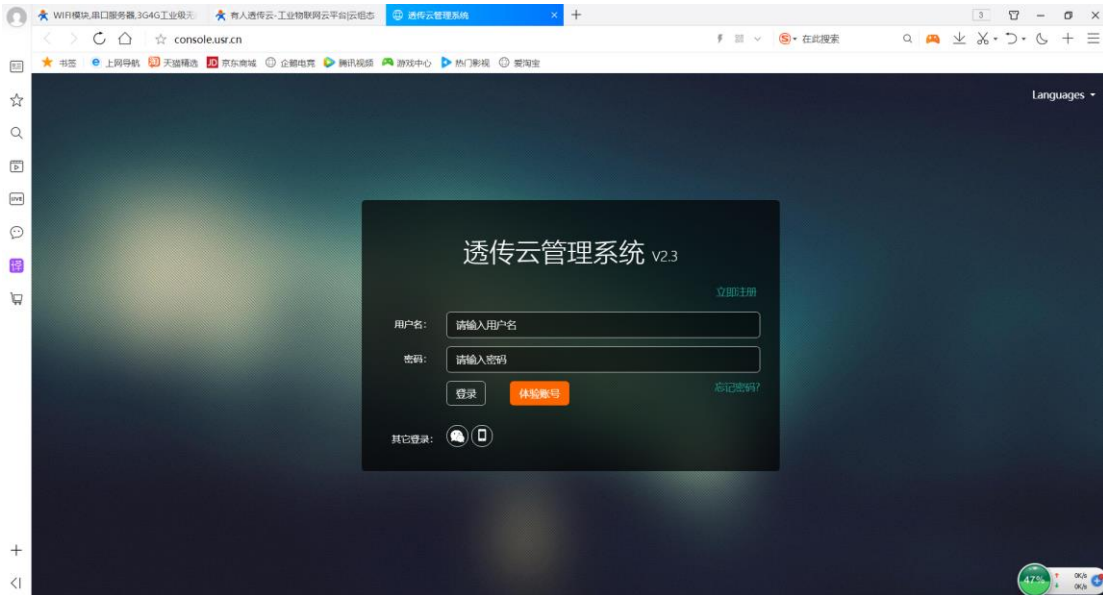 WIFI模块,串口服务器,3G4G工业级无
有人透传云-工业物联网云平台|云组态
透传云管理系统
3
console.usr.cn
在此搜索
书签
上网导航
天猫精选
京东商城
企鹅电竞
腾讯视频
游戏中心
热门影视
爱淘宝
Languages
LIVE
译
透传云管理系统 V2.3
立即注册
用户名: 请输入用户名
密码: 请输入密码
登录 体验账号 忘记密码?
其它登录:
47%
0K/s
0K/s